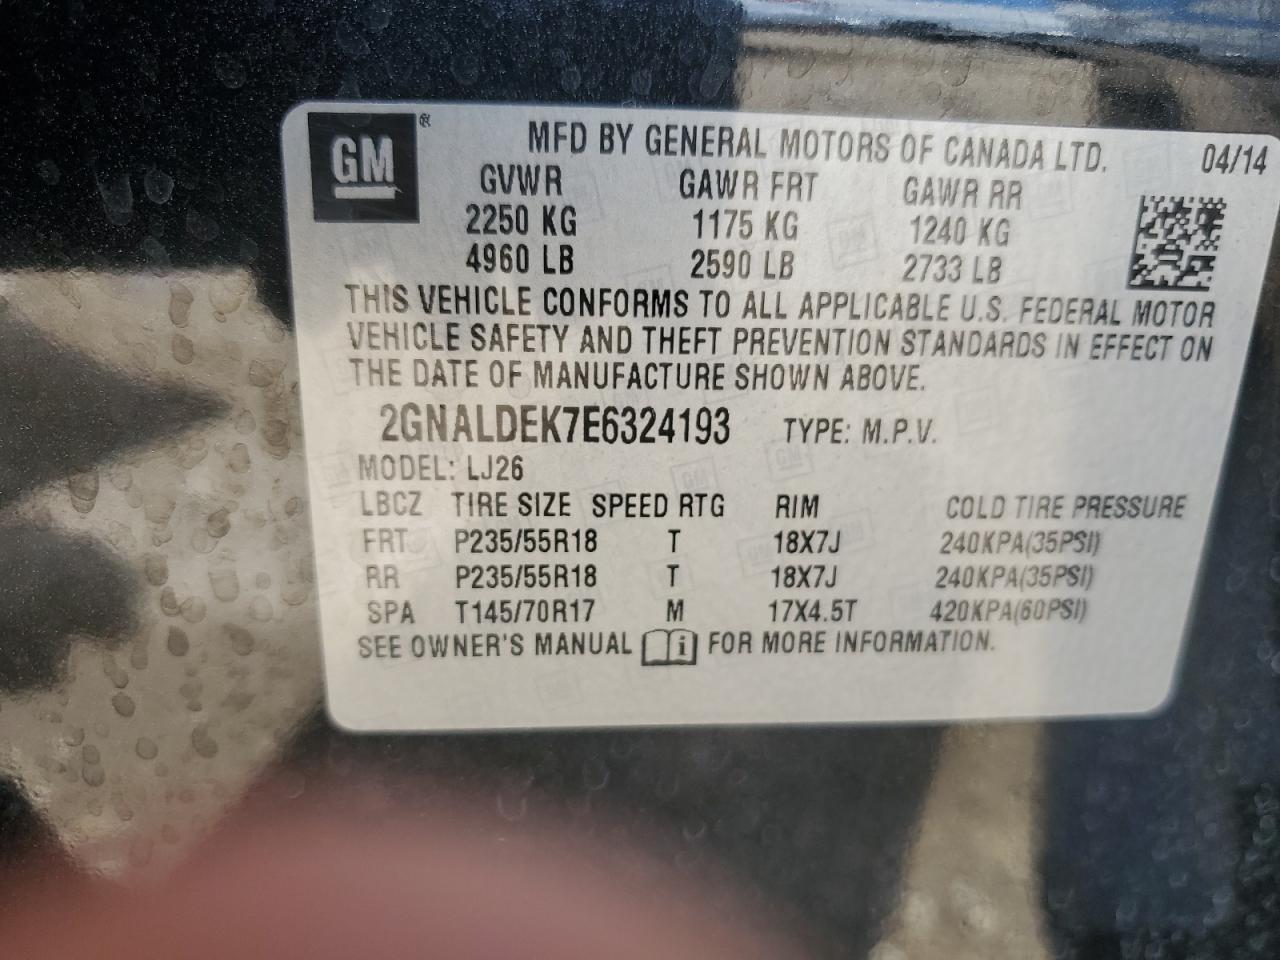 GM ® MFD BY GENERAL MOTORS OF CANADA LTD. 04/14
GVWR GAWR FRT GAWR RR
2250 KG 1175 KG 1240 KG
4960 LB 2590 LB 2733 LB
THIS VEHICLE CONFORMS TO ALL APPLICABLE U.S. FEDERAL MOTOR
VEHICLE SAFETY AND THEFT PREVENTION STANDARDS IN EFFECT ON
THE DATE OF MANUFACTURE SHOWN ABOVE.
2GNALDEK7E6324193 TYPE: M.P.V.
MODEL: LJ26
LBCZ TIRE SIZE SPEED RTG RIM COLD TIRE PRESSURE
FRT P235/55R18 T 18X7J 240KPA(35PSI)
RR P235/55R18 T 18X7J 240KPA(35PSI)
SPA T145/70R17 M 17X4.5T 420KPA(60PSI)
SEE OWNER'S MANUAL i FOR MORE INFORMATION.